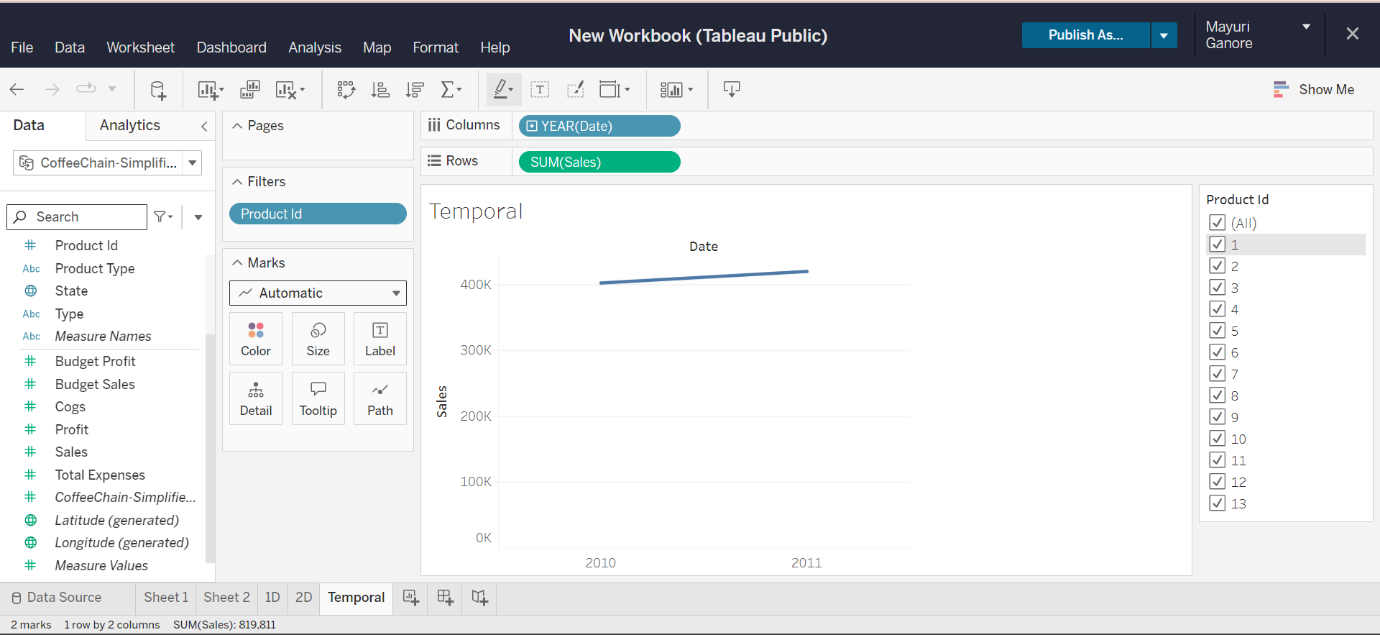 New Workbook (Tableau Public)
Publish As...
Mayuri
Ganore
File Data Worksheet Dashboard Analysis Map Format Help
Show Me
Data Analytics
CoffeeChain-Simplifi...
Search
Product Id
Abc Product Type
State
Abc Type
Abc Measure Names
Budget Profit
Budget Sales
Cogs
Profit
Sales
Total Expenses
CoffeeChain-Simplifie...
Latitude (generated)
Longitude (generated)
Measure Values
Pages
Filters
Product Id
Marks
Automatic
Color Size Label
Detail Tooltip Path
Columns YEAR(Date)
Rows SUM(Sales)
Temporal
Date
400K
300K
200K
100K
0K
Sales
2010 2011
Product Id
(All)
1
2
3
4
5
6
7
8
9
10
11
12
13
Data Source Sheet 1 Sheet 2 1D 2D Temporal
2 marks 1 row by 2 columns SUM(Sales): 819,811